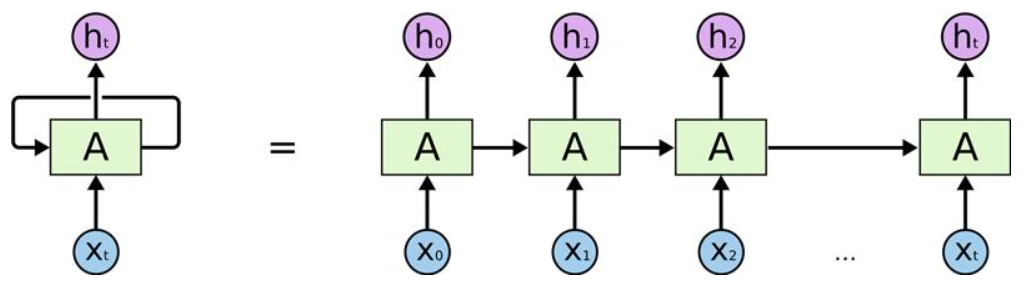 hₜ h₀ h₁ h₂ hₜ
A = A A A A
xₜ x₀ x₁ x₂ ... xₜ